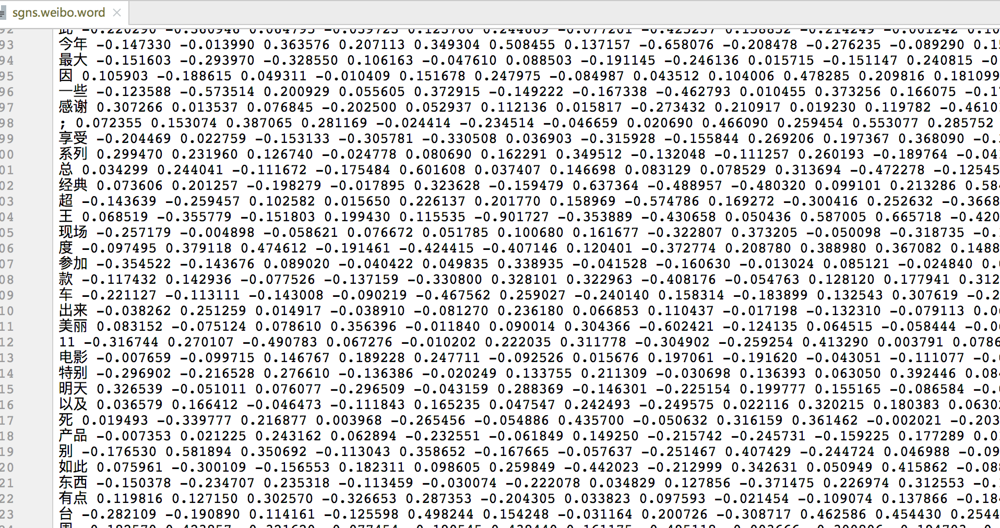 sgns.weibo.word
93 今年 -0.147330 -0.013990 0.363576 0.207113 0.349304 0.508455 0.137157 -0.658076 -0.208478 -0.276235 -0.089290
94 最大 -0.151603 -0.293970 -0.328550 0.106163 -0.047610 0.088503 -0.191145 -0.246136 0.015715 -0.151147 0.240815
95 因 0.105903 -0.188615 0.049311 -0.010409 0.151678 0.247975 -0.084987 0.043512 0.104006 0.478285 0.209816 0.181099
96 一些 -0.123588 -0.573514 0.200929 0.055605 0.372915 -0.149222 -0.167338 -0.462793 0.010455 0.373256 0.166075
97 感谢 0.307266 0.013537 0.076845 -0.202500 0.052937 0.112136 0.015817 -0.273432 0.210917 0.019230 0.119782
98 ; 0.072355 0.153074 0.387065 0.281169 -0.024414 -0.234514 -0.046659 0.020690 0.466090 0.259454 0.553077 0.285752
99 享受 -0.204469 0.022759 -0.153133 -0.305781 -0.330508 0.036903 -0.315928 -0.155844 0.269206 0.197367 0.368090
00 系列 0.299470 0.231960 0.126740 -0.024778 0.080690 0.162291 0.349512 -0.132048 -0.111257 0.260193 -0.189764
01 总 0.034299 0.244041 -0.111672 -0.175484 0.601608 0.037407 0.146698 0.083129 0.078529 0.313694 -0.472278 -0.12545
02 经典 0.073606 0.201257 -0.198279 -0.017895 0.323628 -0.159479 0.637364 -0.488957 -0.480320 0.099101 0.213286
03 超 -0.143639 -0.259457 0.102582 0.015650 0.226137 0.201770 0.158969 -0.574786 0.169272 -0.300416 0.252632 -0.3668
04 王 0.068519 -0.355779 -0.151803 0.199430 0.115535 -0.901727 -0.353889 -0.430658 0.050436 0.587005 0.665718 -0.420
05 现场 -0.257179 -0.004898 -0.058621 0.076672 0.051785 0.100680 0.161677 -0.322807 0.373205 -0.050098 -0.318735
06 度 -0.097495 0.379118 0.474612 -0.191461 -0.424415 -0.407146 0.120401 -0.372774 0.208780 0.388980 0.367082 0.1488
07 参加 -0.354522 -0.143676 0.089020 -0.040422 0.049835 0.338935 -0.041528 -0.160630 -0.013024 0.085121 -0.024840
08 款 -0.117432 0.142936 -0.077526 -0.137159 -0.330800 0.328101 0.322963 -0.408176 -0.054763 0.128120 0.177941 0.312
09 车 -0.221127 -0.113111 -0.143008 -0.090219 -0.467562 0.259027 -0.240140 0.158314 -0.183899 0.132543 0.307619 -0.2
10 出来 -0.038262 0.251259 0.014917 -0.038910 -0.081270 0.236180 0.066853 0.110437 -0.017198 -0.132310 -0.079113
11 美丽 0.083152 -0.075124 0.078610 0.356396 -0.011840 0.090014 0.304366 -0.602421 -0.124135 0.064515 -0.058444
12 11 -0.316744 0.270107 -0.490783 0.067276 -0.010202 0.222035 0.311778 -0.304902 -0.259254 0.413290 0.003791 0.0786
13 电影 -0.007659 -0.099715 0.146767 0.189228 0.247711 -0.092526 0.015676 0.197061 -0.191620 -0.043051 -0.111077
14 特别 -0.296902 -0.216528 0.276610 -0.136386 -0.020249 0.133755 0.211309 -0.030698 0.136393 0.063050 0.392446
15 明天 0.326539 -0.051011 0.076077 -0.296509 -0.043159 0.288369 -0.146301 -0.225154 0.199777 0.155165 -0.086584
16 以及 0.036579 0.166412 -0.046473 -0.111843 0.165235 0.047547 0.242493 -0.249575 0.022116 0.320215 0.180383
17 死 0.019493 -0.339777 0.216877 0.003968 -0.265456 -0.054886 0.435700 -0.050632 0.316159 0.361462 -0.002021 -0.203
18 产品 -0.007353 0.021225 0.243162 0.062894 -0.232551 -0.061849 0.149250 -0.215742 -0.245731 -0.159225 0.177289
19 别 -0.176530 0.581894 0.350692 -0.113043 0.358652 -0.167665 -0.057637 -0.251467 0.407429 -0.244724 0.046988 -0.09
20 如此 0.075961 -0.300109 -0.156553 0.182311 0.098605 0.259849 -0.442023 -0.212999 0.342631 0.050949 0.415862
21 东西 -0.150378 -0.234707 0.235318 -0.113459 -0.030074 -0.222078 0.034829 0.127856 -0.371475 0.226974 0.312553
22 有点 0.119816 0.127150 0.302570 -0.326653 0.287353 -0.204305 0.033823 0.097593 -0.021454 -0.109074 0.137866
23 台 -0.282109 -0.190890 0.114161 -0.125598 0.498244 0.154248 -0.031164 0.200726 -0.308717 0.462586 0.454430 0.2544